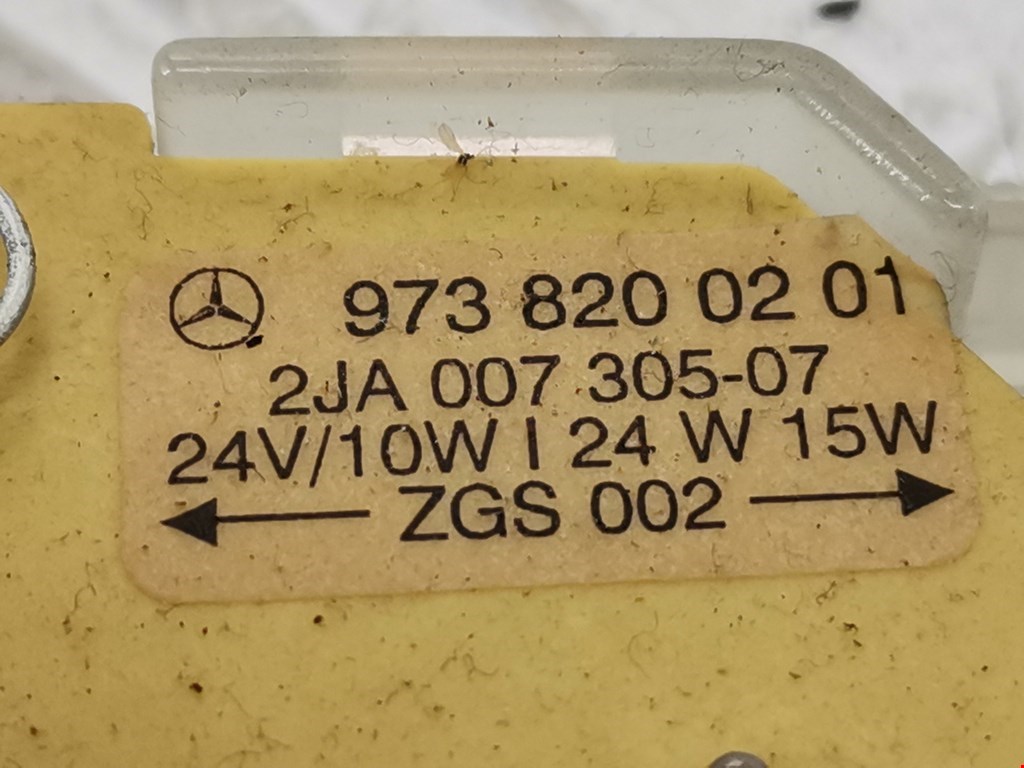 973 820 02 01
2JA 007 305-07
24V/10W I 24 W 15W
ZGS 002